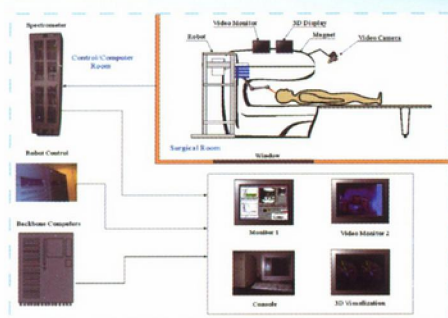 Spectrometer
Control/Computer
Room
Video Monitor
3D Display
Robot
Magnet
Video Camera
Surgical Room
Window
Robot Control
Backbone Computers
Monitor 1
Video Monitor 2
Console
3D Visualization